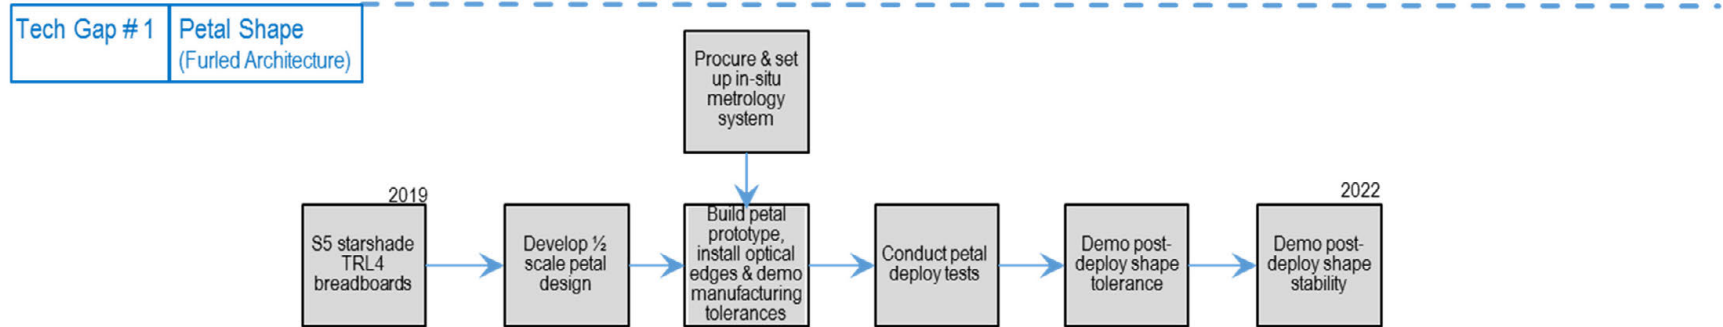 Tech Gap # 1
Petal Shape
(Furled Architecture)
Procure & set
up in-situ
metrology
system
2019
S5 starshade
TRL4
breadboards
Develop ½
scale petal
design
Build petal
prototype,
install optical
edges & demo
manufacturing
tolerances
Conduct petal
deploy tests
Demo post-
deploy shape
tolerance
2022
Demo post-
deploy shape
stability